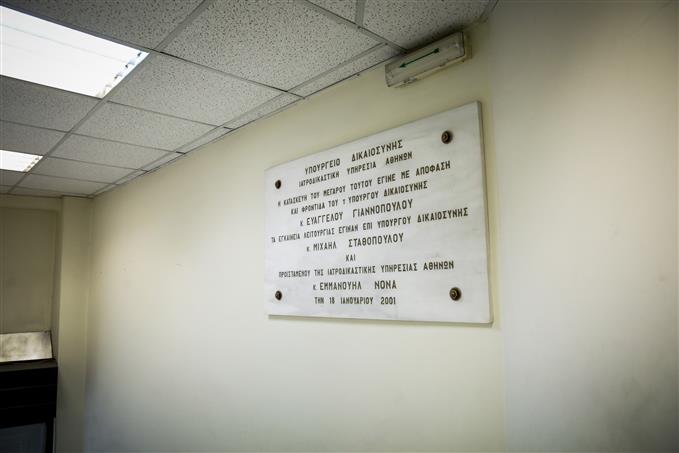 ΥΠΟΥΡΓΕΙΟ ΔΙΚΑΙΟΣΥΝΗΣ
ΙΑΤΡΟΔΙΚΑΣΤΙΚΗ ΥΠΗΡΕΣΙΑ ΑΘΗΝΩΝ
Η ΚΑΤΑΣΚΕΥΗ ΤΟΥ ΜΕΓΑΡΟΥ ΤΟΥΤΟΥ ΕΓΙΝΕ ΜΕ ΑΠΟΦΑΣΗ
ΚΑΙ ΦΡΟΝΤΙΔΑ ΤΟΥ τ ΥΠΟΥΡΓΟΥ ΔΙΚΑΙΟΣΥΝΗΣ
κ. ΕΥΑΓΓΕΛΟΥ ΓΙΑΝΝΟΠΟΥΛΟΥ
ΤΑ ΕΓΚΑΙΝΕΙΑ ΛΕΙΤΟΥΡΓΙΑΣ ΕΓΙΝΑΝ ΕΠΙ ΥΠΟΥΡΓΟΥ ΔΙΚΑΙΟΣΥΝΗΣ
κ. ΜΙΧΑΗΛ ΣΤΑΘΟΠΟΥΛΟΥ
ΚΑΙ
ΠΡΟΙΣΤΑΜΕΝΟΥ ΤΗΣ ΙΑΤΡΟΔΙΚΑΣΤΙΚΗΣ ΥΠΗΡΕΣΙΑΣ ΑΘΗΝΩΝ
κ. ΕΜΜΑΝΟΥΗΛ ΝΟΝΑ
ΤΗΝ 18 ΙΑΝΟΥΑΡΙΟΥ 2001